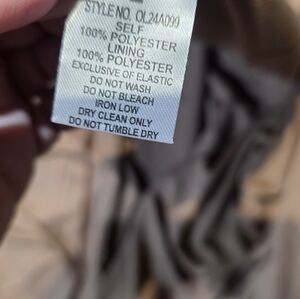 STYLE NO. OL24A099
SELF
100% POLYESTER
LINING
100% POLYESTER
EXCLUSIVE OF ELASTIC
DO NOT WASH
DO NOT BLEACH
IRON LOW
DRY CLEAN ONLY
DO NOT TUMBLE DRY